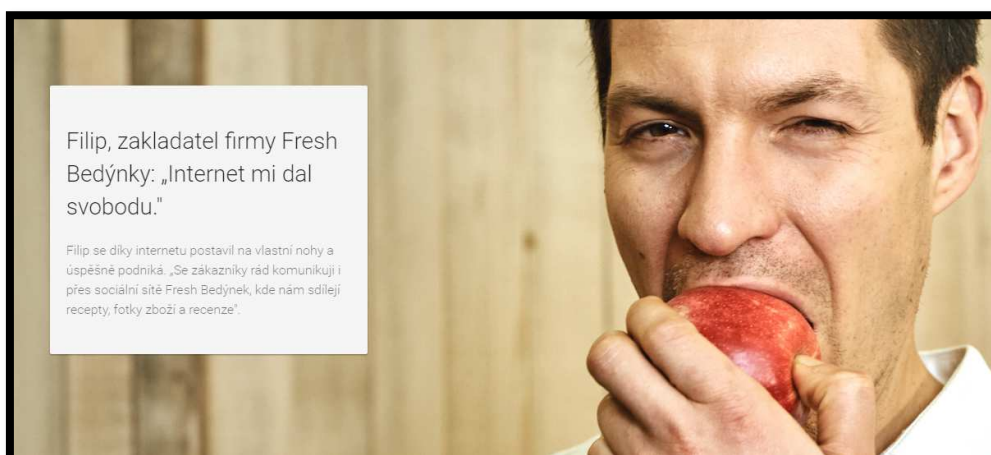 Filip, zakladatel firmy Fresh
Bedýnky: „Internet mi dal
svobodu."
Filip se díky internetu postavil na vlastní nohy a
úspěšně podniká. „Se zákazníky rád komunikuji i
přes sociální sítě Fresh Bedýnek, kde nám sdílejí
recepty, fotky zboží a recenze".